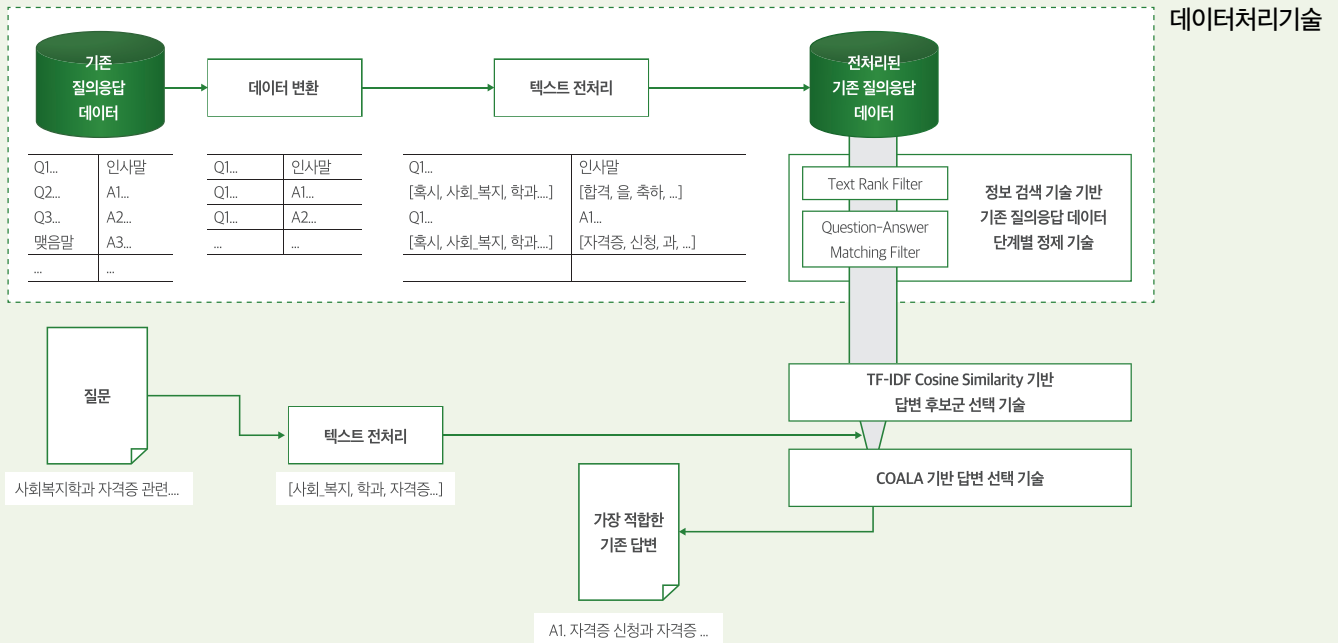 데이터처리기술
기존
질의응답
데이터
데이터 변환
텍스트 전처리
전처리된
기존 질의응답
데이터
Q1... 인사말
Q2... A1...
Q3... A2...
맺음말 A3...
... ...
Q1... 인사말
Q1... A1...
Q1... A2...
... ...
Q1... 인사말
[혹시, 사회_복지, 학과....] [합격, 을, 축하, ...]
Q1... A1...
[혹시, 사회_복지, 학과....] [자격증, 신청, 과, ...]
Text Rank Filter
Question-Answer
Matching Filter
정보 검색 기술 기반
기존 질의응답 데이터
단계별 정제 기술
TF-IDF Cosine Similarity 기반
답변 후보군 선택 기술
질문
텍스트 전처리
COALA 기반 답변 선택 기술
사회복지학과 자격증 관련....
[사회_복지, 학과, 자격증...]
가장 적합한
기존 답변
A1. 자격증 신청과 자격증 ...